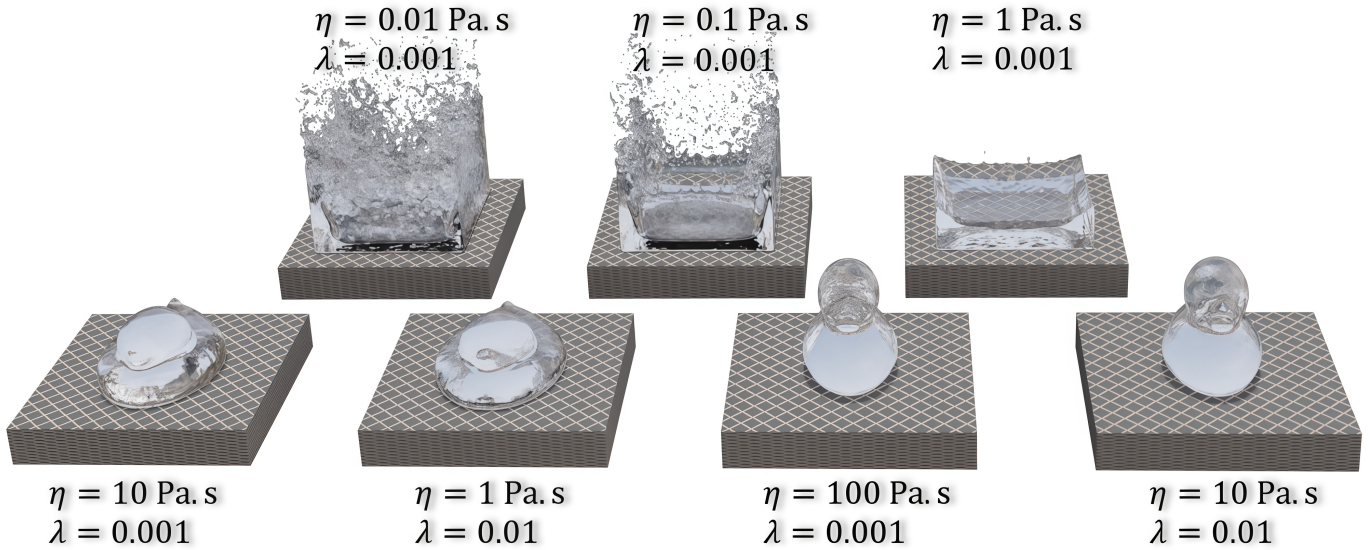 η = 0.01 Pa. s
λ = 0.001
η = 0.1 Pa. s
λ = 0.001
η = 1 Pa. s
λ = 0.001
η = 10 Pa. s
λ = 0.001
η = 1 Pa. s
λ = 0.01
η = 100 Pa. s
λ = 0.001
η = 10 Pa. s
λ = 0.01